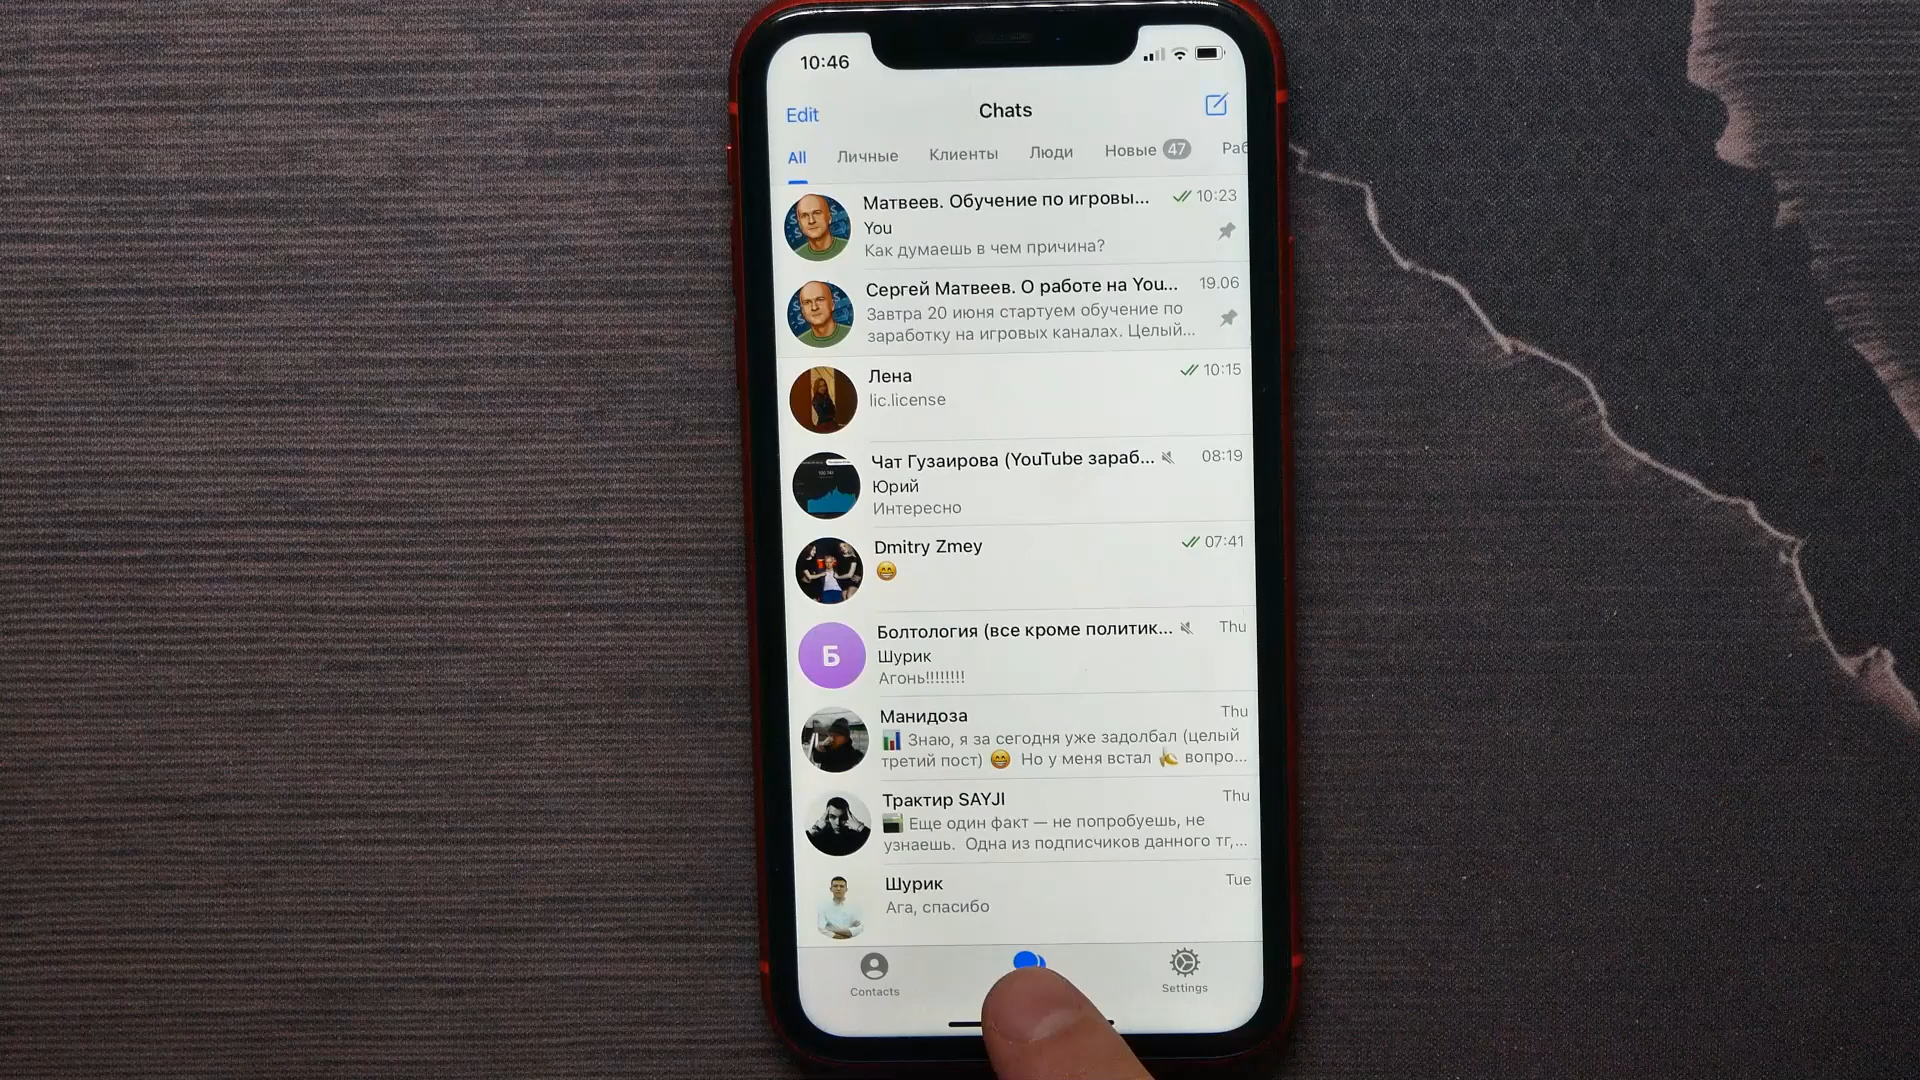 10:46
Edit
Chats
All Личные Клиенты Люди Новые 47 Раб
Матвеев. Обучение по игровы... 10:23
You
Как думаешь в чем причина?
Сергей Матвеев. О работе на You... 19.06
Завтра 20 июня стартуем обучение по
заработку на игровых каналах. Целый...
Лена 10:15
lic.license
Чат Гузаирова (YouTube зараб... 08:19
Юрий
Интересно
Dmitry Zmey 07:41
😁
Б
Болтология (все кроме политик... Thu
Шурик
Агонь!!!!!!!!
Манидоза Thu
📊 Знаю, я за сегодня уже задолбал (целый
третий пост) 😁 Но у меня встал 🍌 вопро...
Трактир SAYJI Thu
Еще один факт — не попробуешь, не
узнаешь. Одна из подписчиков данного тг,...
Шурик Tue
Ага, спасибо
Contacts
Settings